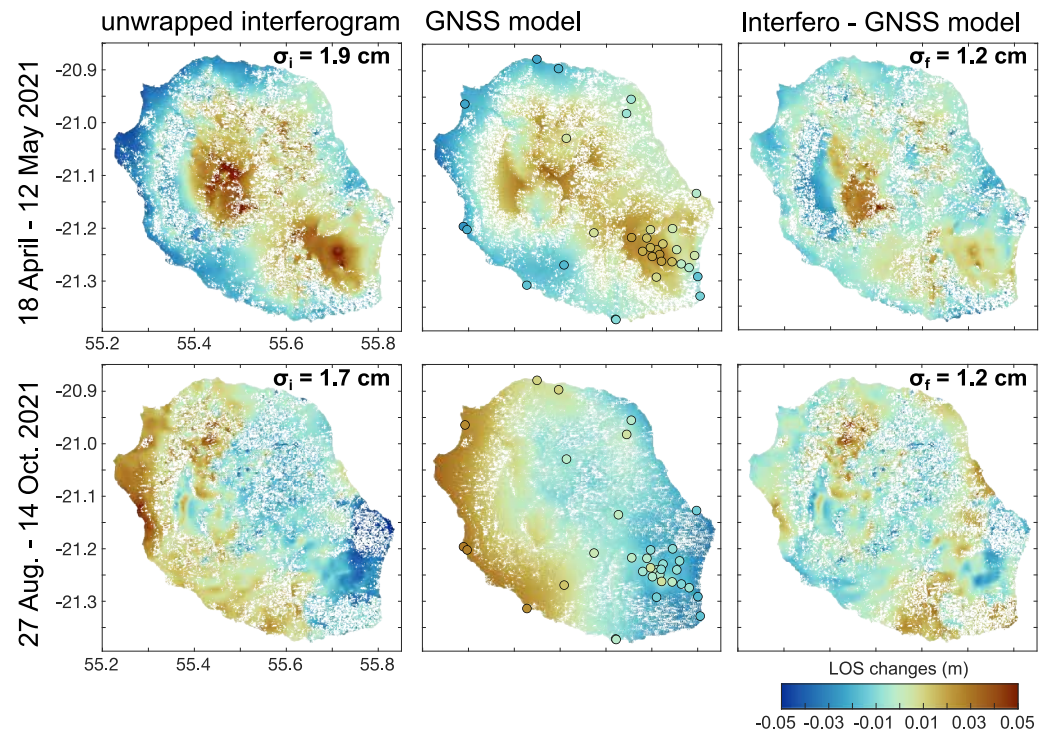 unwrapped interferogram
GNSS model
Interfero - GNSS model
18 April - 12 May 2021
σi = 1.9 cm
σf = 1.2 cm
-20.9
-21.0
-21.1
-21.2
-21.3
55.2 55.4 55.6 55.8
27 Aug. - 14 Oct. 2021
σi = 1.7 cm
σf = 1.2 cm
-20.9
-21.0
-21.1
-21.2
-21.3
55.2 55.4 55.6 55.8
LOS changes (m)
-0.05 -0.03 -0.01 0.01 0.03 0.05